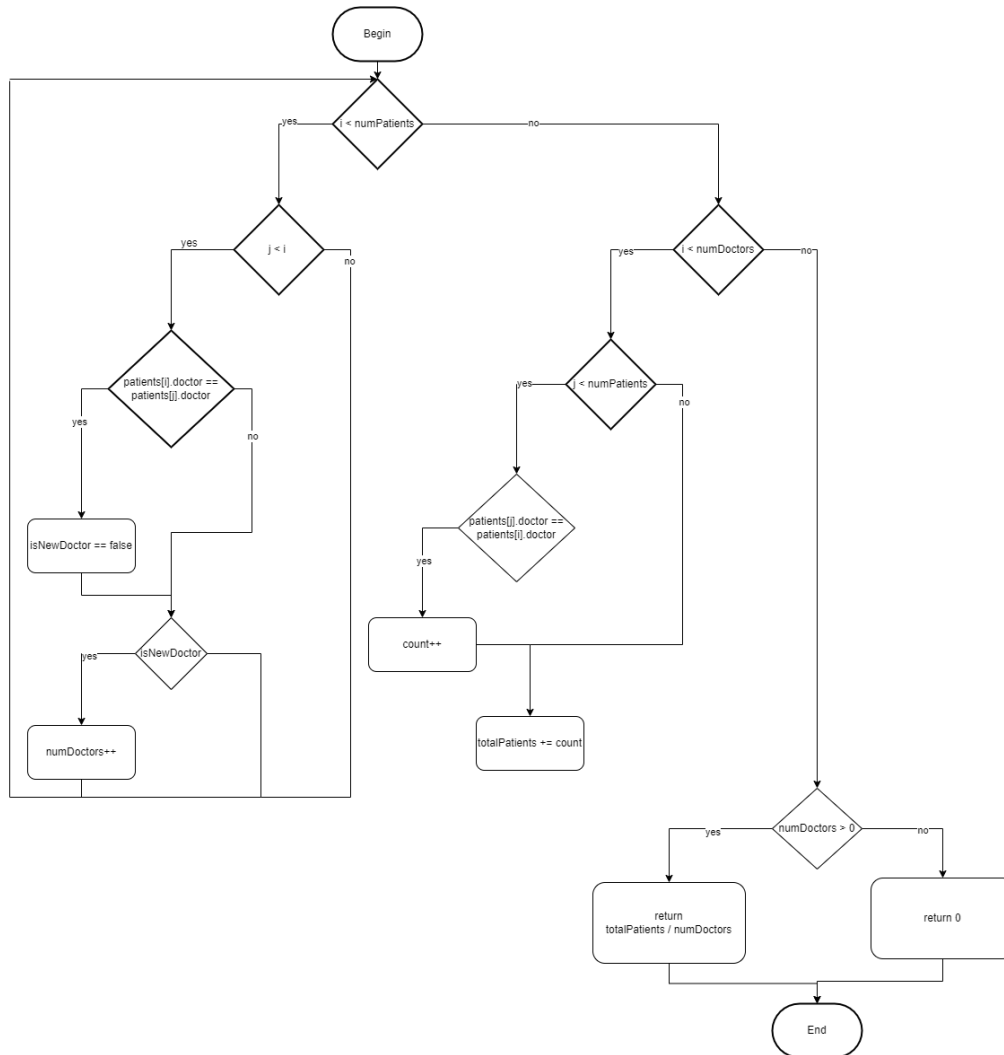 Begin
i < numPatients
yes
no
j < i
i < numDoctors
yes
no
yes
no
patients[i].doctor ==
patients[j].doctor
j < numPatients
yes
no
yes
no
isNewDoctor == false
patients[j].doctor ==
patients[i].doctor
yes
count++
isNewDoctor
yes
numDoctors++
totalPatients += count
numDoctors > 0
yes
no
return
totalPatients / numDoctors
return 0
End